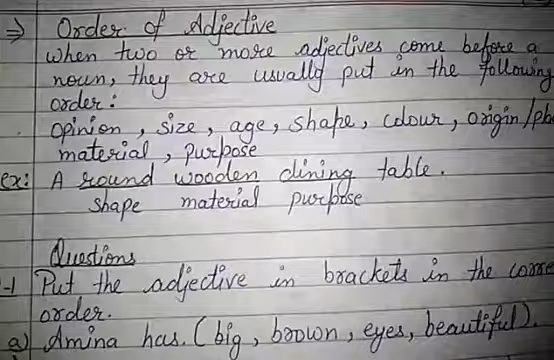 ⇒ Order of Adjective
when two or more adjectives come before a
noun, they are usually put in the following
order:
opinion, size, age, shape, colour, origin/pla
material, purpose
ex: A round wooden dining table.
shape material purpose
Questions
-1 Put the adjective in brackets in the corre
order.
a) Amina has. (big, brown, eyes, beautiful).